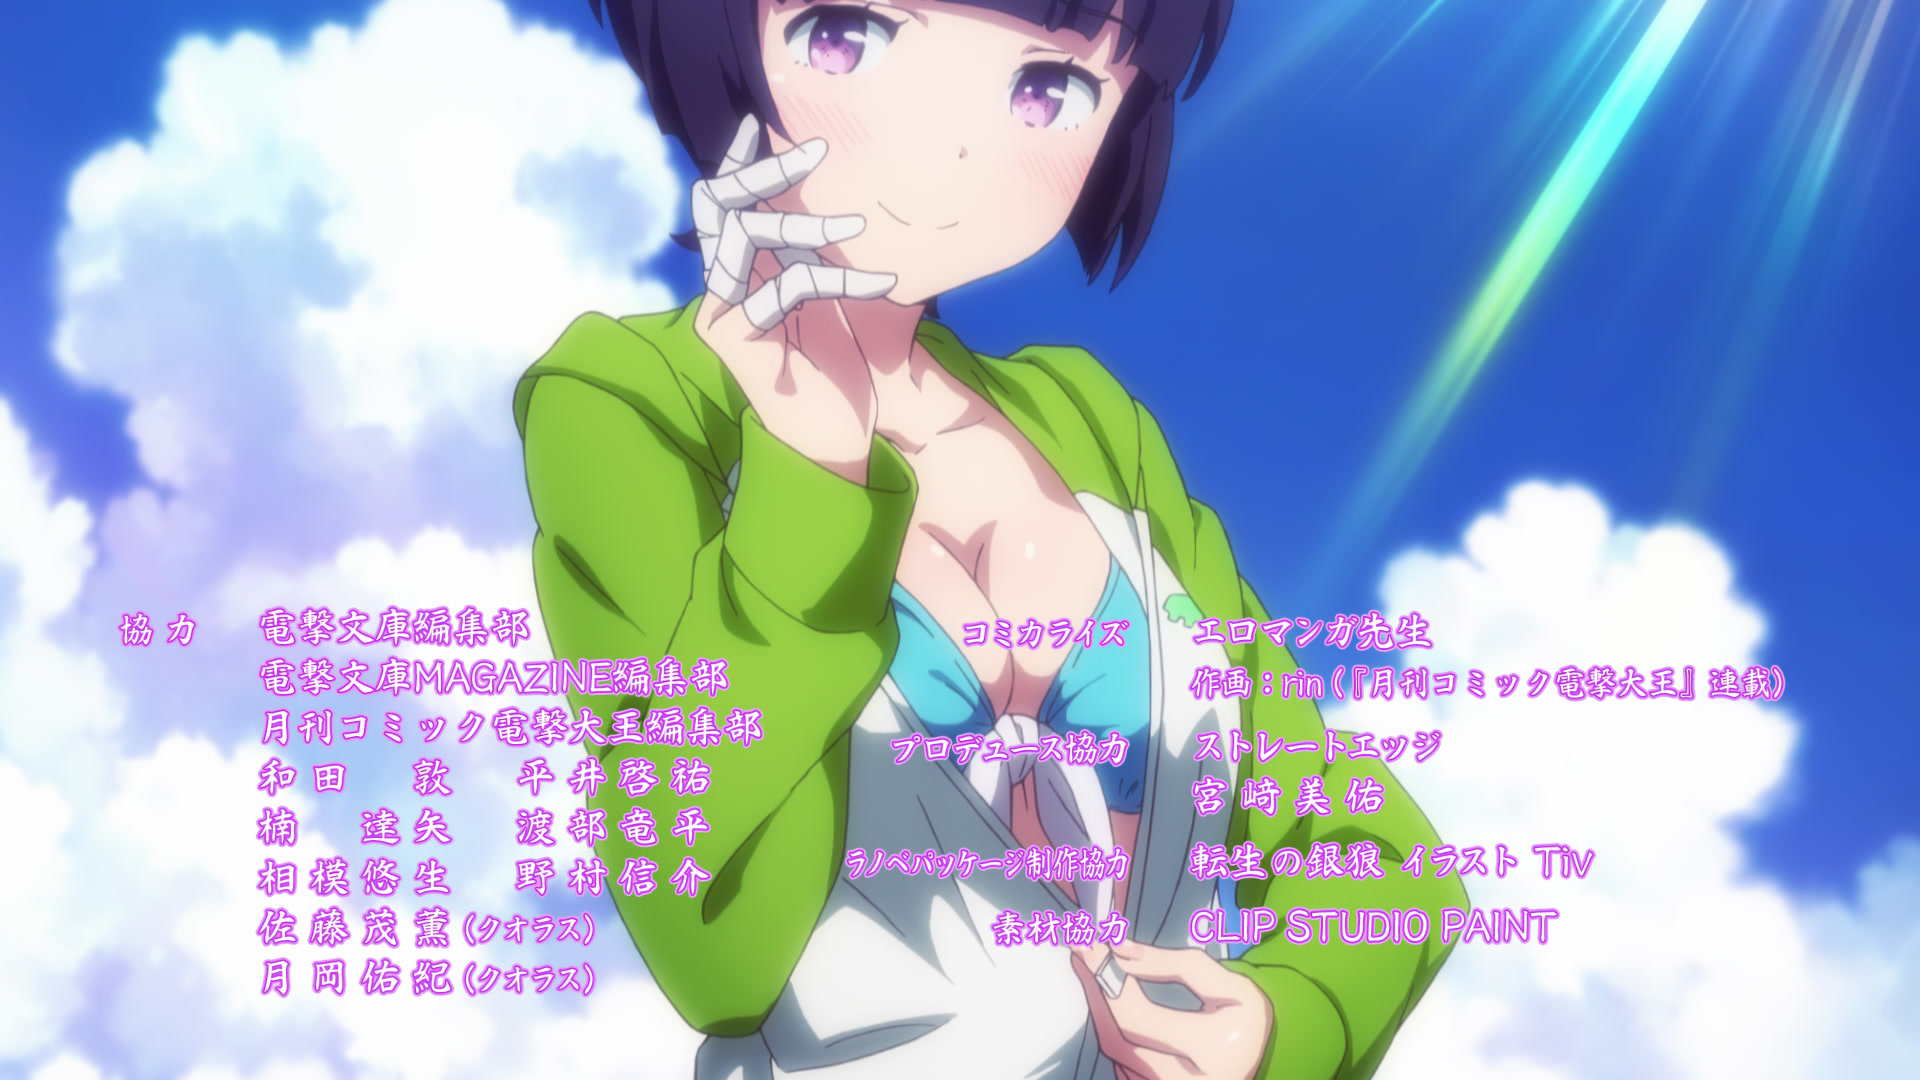 協力
電撃文庫編集部
電撃文庫MAGAZINE編集部
月刊コミック電撃大王編集部
和田 敦 平井啓祐
楠 達矢 渡部竜平
相模悠生 野村信介
佐藤茂薫(クオラス)
月岡佑紀(クオラス)
コミカライズ エロマンガ先生
作画：rin(『月刊コミック電撃大王』連載)
プロデュース協力 ストレートエッジ
宮﨑美佑
ラノベパッケージ制作協力 転生の銀狼 イラスト Tiv
素材協力 CLIP STUDIO PAINT